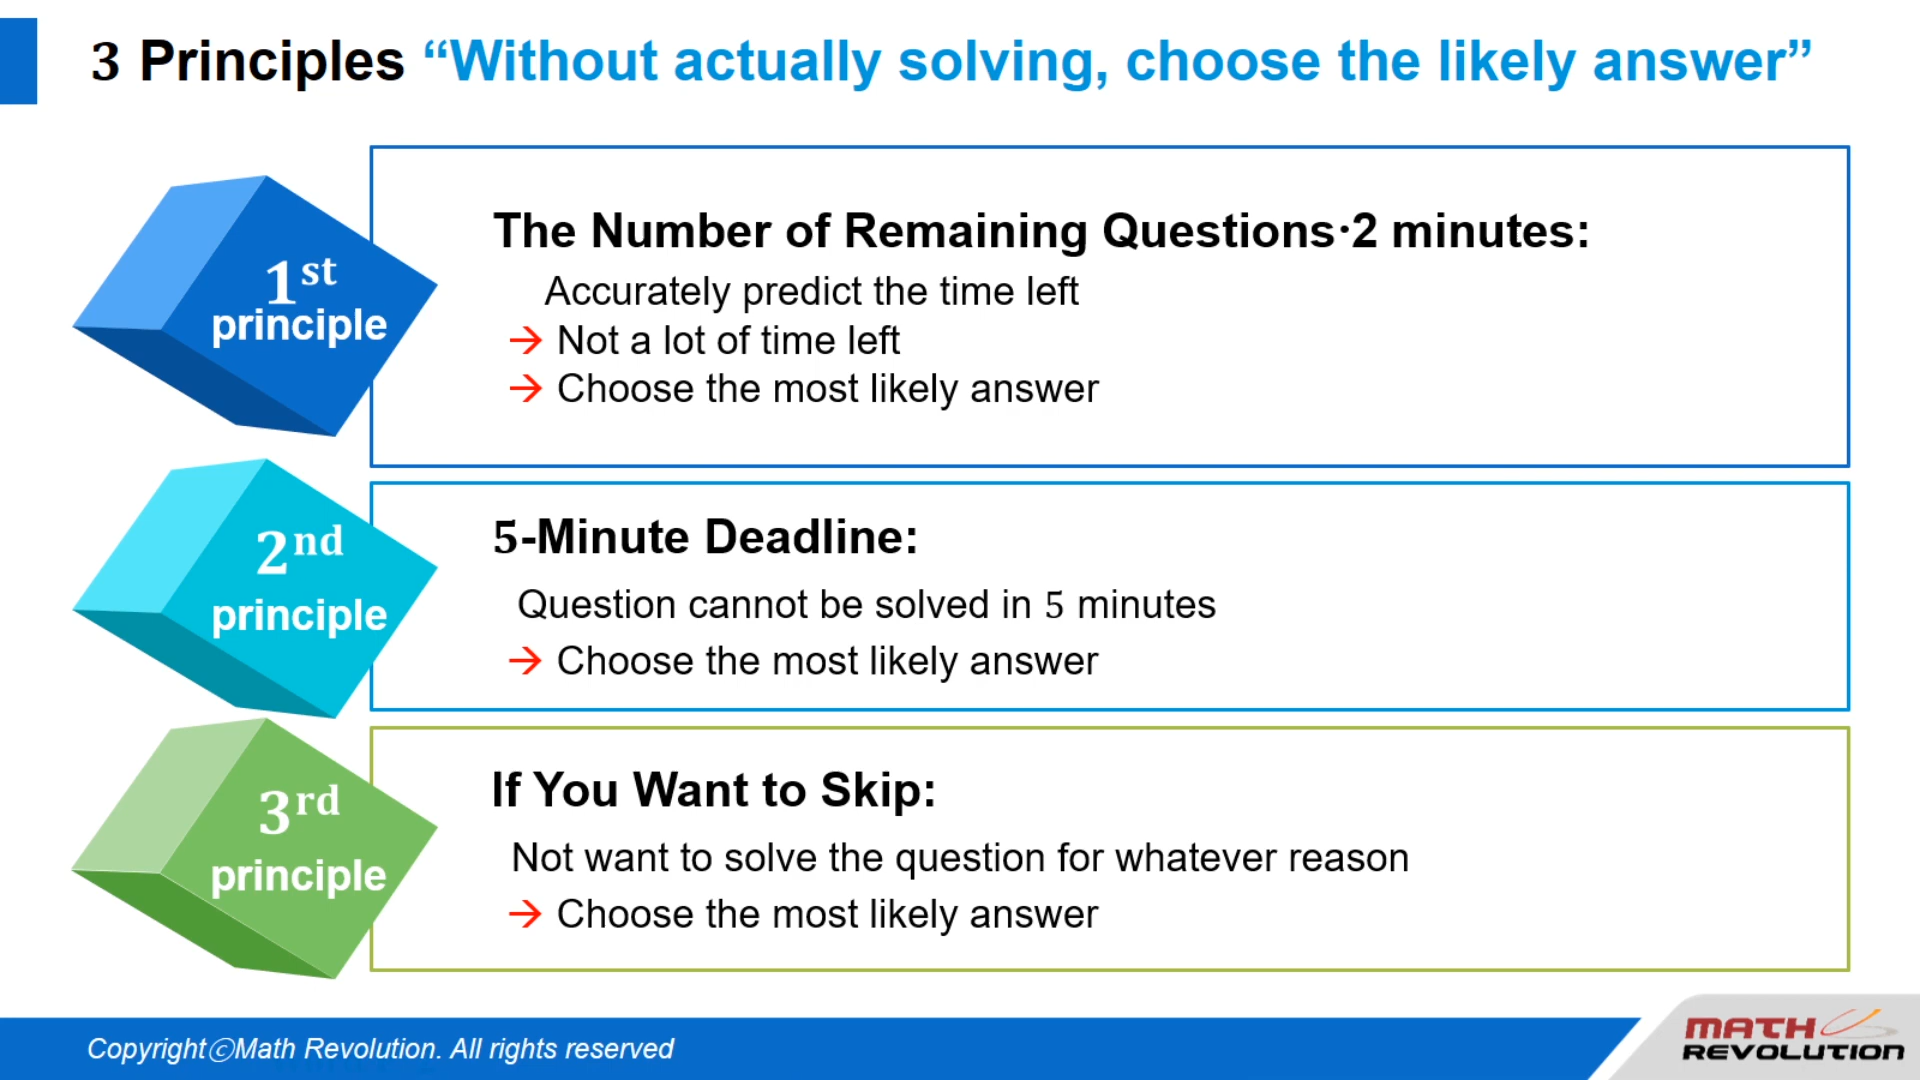 3 Principles “Without actually solving, choose the likely answer”
1st
principle
The Number of Remaining Questions·2 minutes:
Accurately predict the time left
→ Not a lot of time left
→ Choose the most likely answer
2nd
principle
5-Minute Deadline:
Question cannot be solved in 5 minutes
→ Choose the most likely answer
3rd
principle
If You Want to Skip:
Not want to solve the question for whatever reason
→ Choose the most likely answer
Copyrightⓒ​Math Revolution. All rights reserved
MATH
REVOLUTION